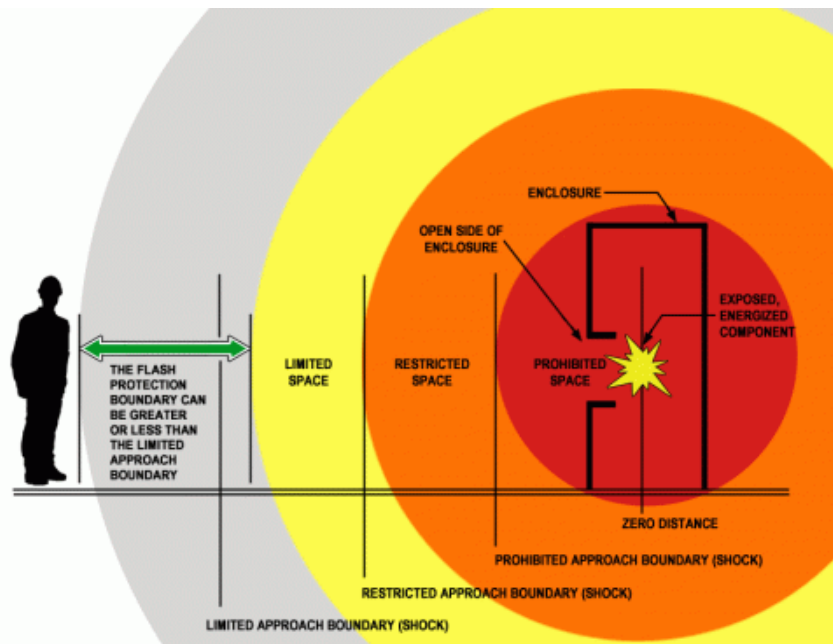 ENCLOSURE
OPEN SIDE OF
ENCLOSURE
EXPOSED,
ENERGIZED
COMPONENT
LIMITED
SPACE
RESTRICTED
SPACE
PROHIBITED
SPACE
THE FLASH
PROTECTION
BOUNDARY CAN
BE GREATER
OR LESS THAN
THE LIMITED
APPROACH
BOUNDARY
ZERO DISTANCE
PROHIBITED APPROACH BOUNDARY (SHOCK)
RESTRICTED APPROACH BOUNDARY (SHOCK)
LIMITED APPROACH BOUNDARY (SHOCK)